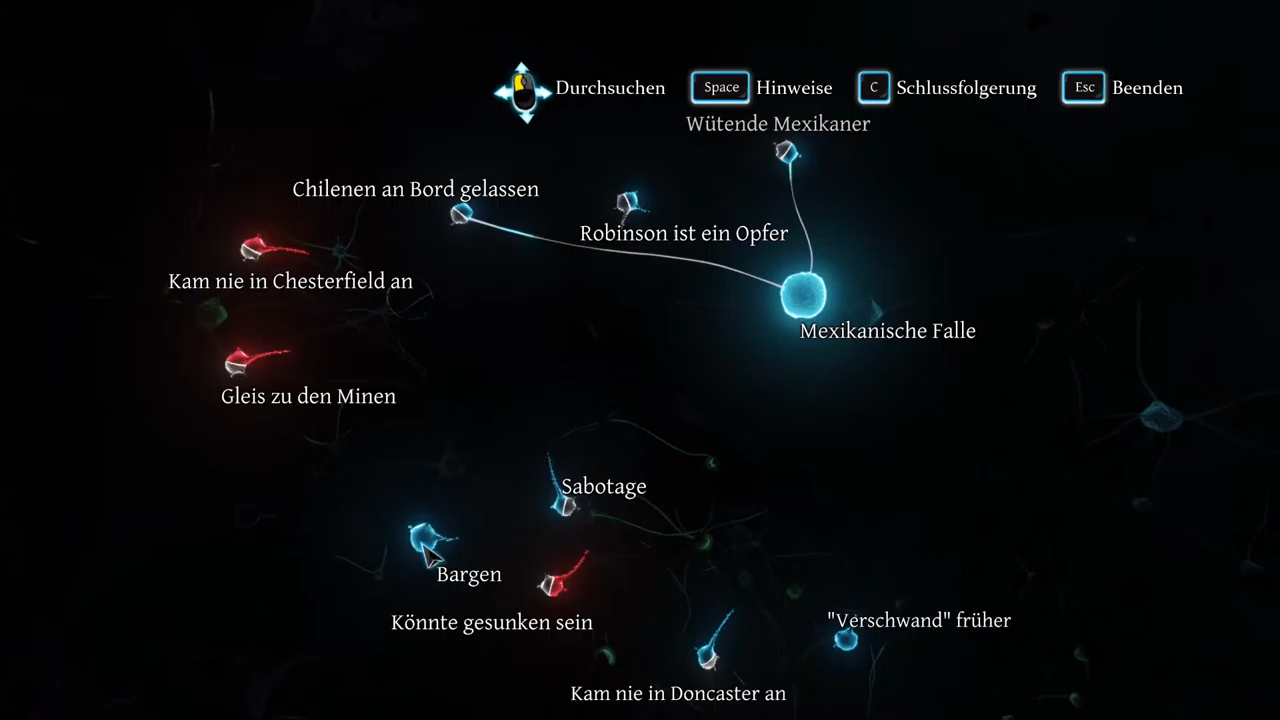 Durchsuchen
Space Hinweise
C Schlussfolgerung
Esc Beenden
Wütende Mexikaner
Chilenen an Bord gelassen
Robinson ist ein Opfer
Kam nie in Chesterfield an
Mexikanische Falle
Gleis zu den Minen
Sabotage
Bargen
Könnte gesunken sein
"Verschwand" früher
Kam nie in Doncaster an